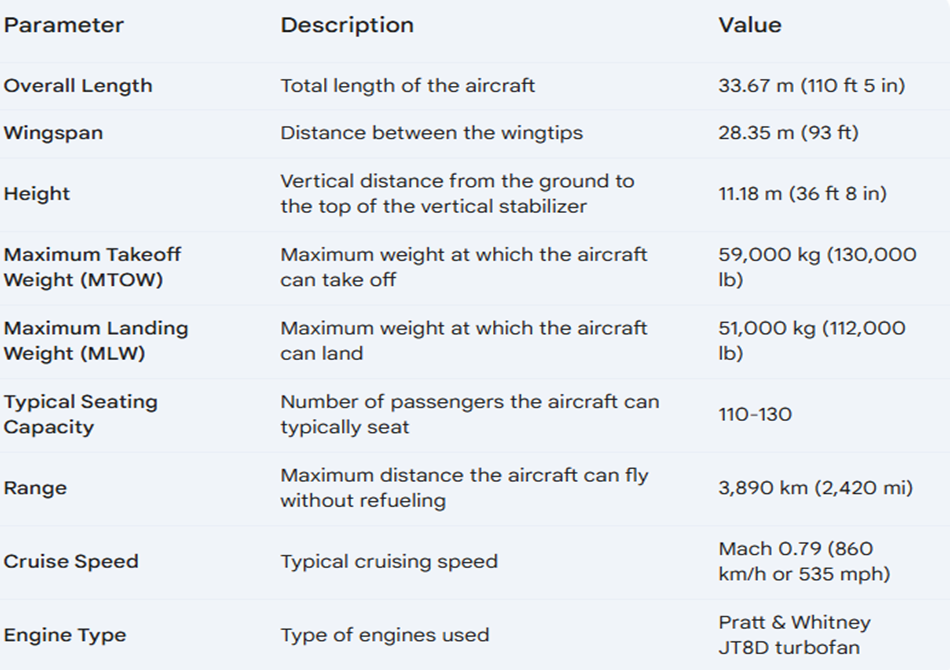 Parameter Description Value
Overall Length Total length of the aircraft 33.67 m (110 ft 5 in)
Wingspan Distance between the wingtips 28.35 m (93 ft)
Height Vertical distance from the ground to
the top of the vertical stabilizer 11.18 m (36 ft 8 in)
Maximum Takeoff Maximum weight at which the aircraft 59,000 kg (130,000
Weight (MTOW) can take off lb)
Maximum Landing Maximum weight at which the aircraft 51,000 kg (112,000
Weight (MLW) can land lb)
Typical Seating Number of passengers the aircraft can
Capacity typically seat 110-130
Range Maximum distance the aircraft can fly
without refueling 3,890 km (2,420 mi)
Cruise Speed Typical cruising speed Mach 0.79 (860
km/h or 535 mph)
Engine Type Type of engines used Pratt & Whitney
JT8D turbofan